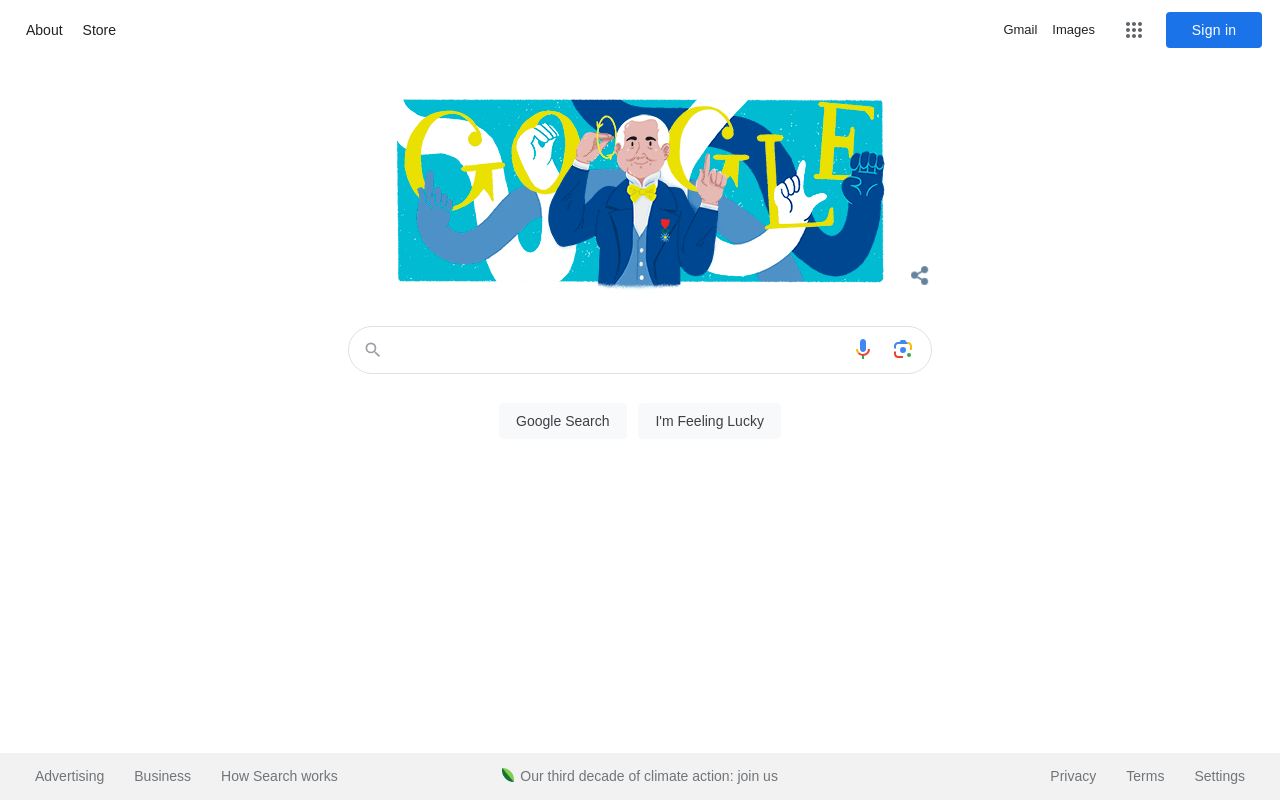 About Store Gmail Images Sign in
GOOGLE
Google Search I'm Feeling Lucky
Advertising Business How Search works Our third decade of climate action: join us Privacy Terms Settings